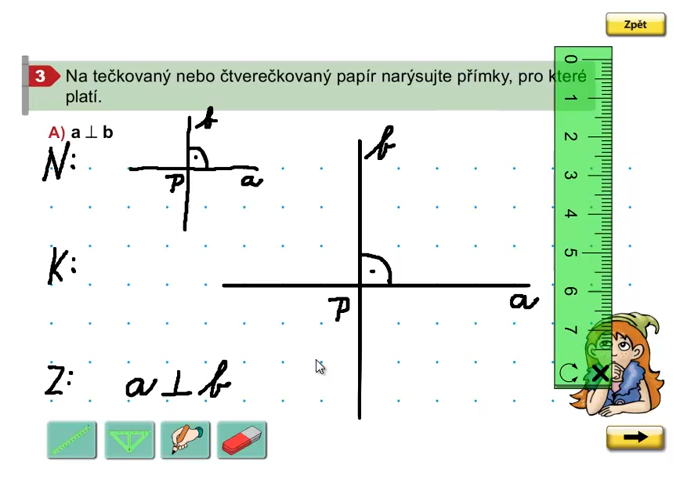 Zpět
3 Na tečkovaný nebo čtverečkovaný papír narýsujte přímky, pro které
platí.
A) a ⊥ b
N:
b
P
a
b
K:
P
a
Z: a ⊥ b
0
1
2
3
4
5
6
7